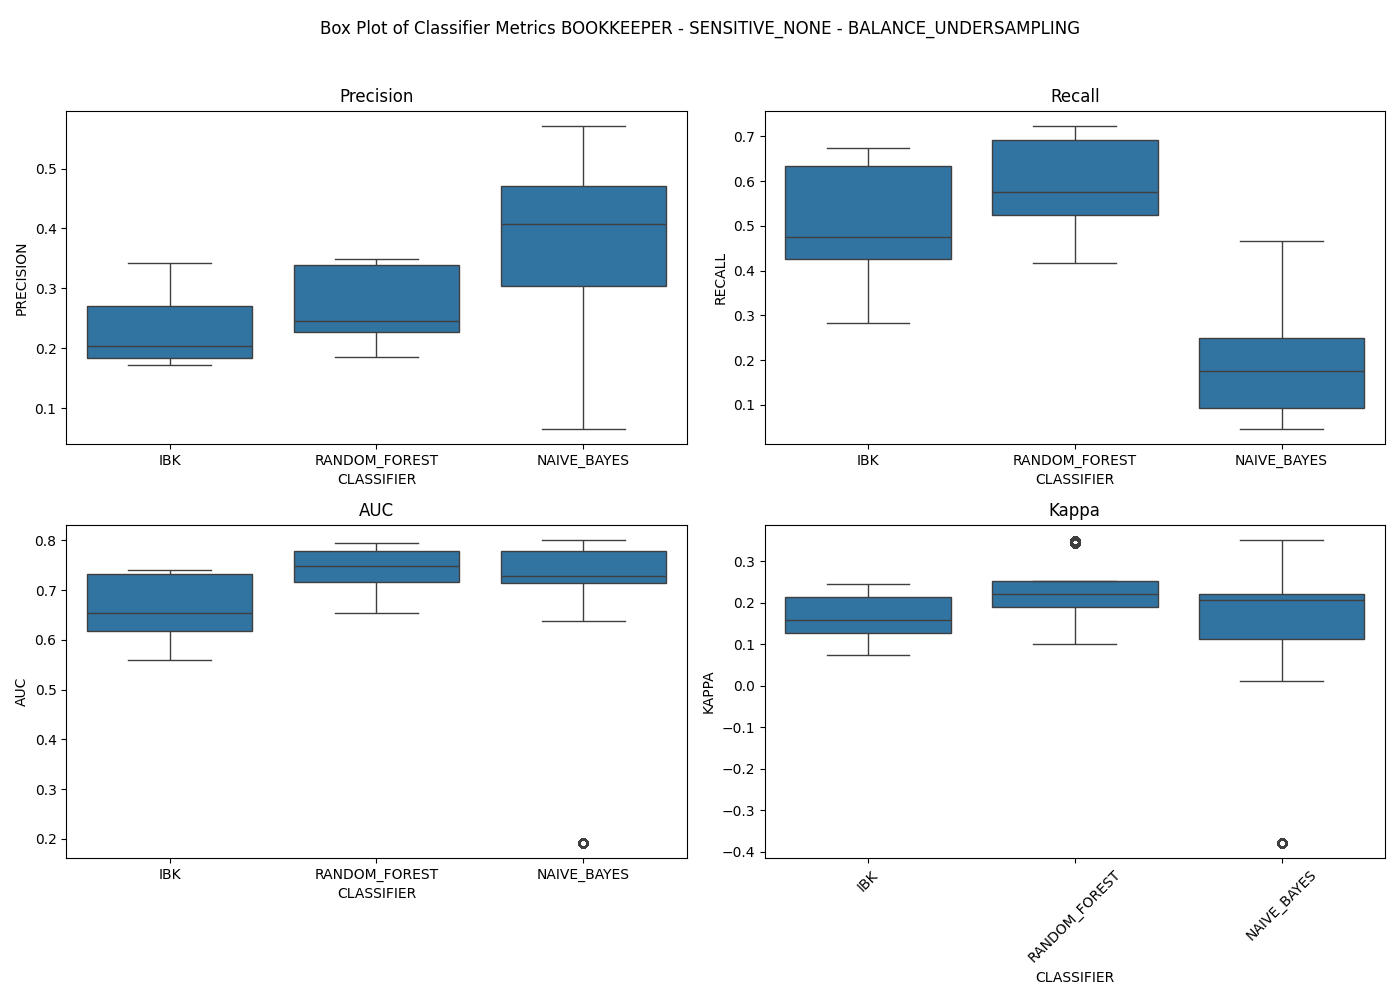 Box Plot of Classifier Metrics BOOKKEEPER - SENSITIVE_NONE - BALANCE_UNDERSAMPLING
Precision
PRECISION
0.5
0.4
0.3
0.2
0.1
IBK RANDOM_FOREST NAIVE_BAYES
CLASSIFIER
Recall
RECALL
0.7
0.6
0.5
0.4
0.3
0.2
0.1
IBK RANDOM_FOREST NAIVE_BAYES
CLASSIFIER
AUC
AUC
0.8
0.7
0.6
0.5
0.4
0.3
0.2
IBK RANDOM_FOREST NAIVE_BAYES
CLASSIFIER
Kappa
KAPPA
0.3
0.2
0.1
0.0
−0.1
−0.2
−0.3
−0.4
IBK RANDOM_FOREST NAIVE_BAYES
CLASSIFIER